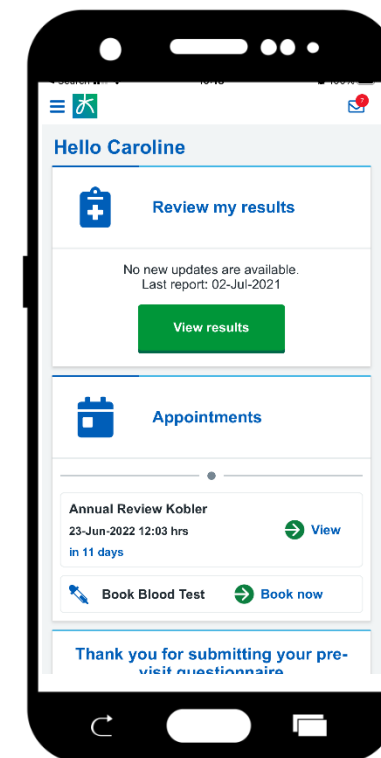 7
Hello Caroline
Review my results
No new updates are available.
Last report: 02-Jul-2021
View results
Appointments
Annual Review Kobler
23-Jun-2022 12:03 hrs
View
in 11 days
Book Blood Test
Book now
Thank you for submitting your pre-
visit questionnaire